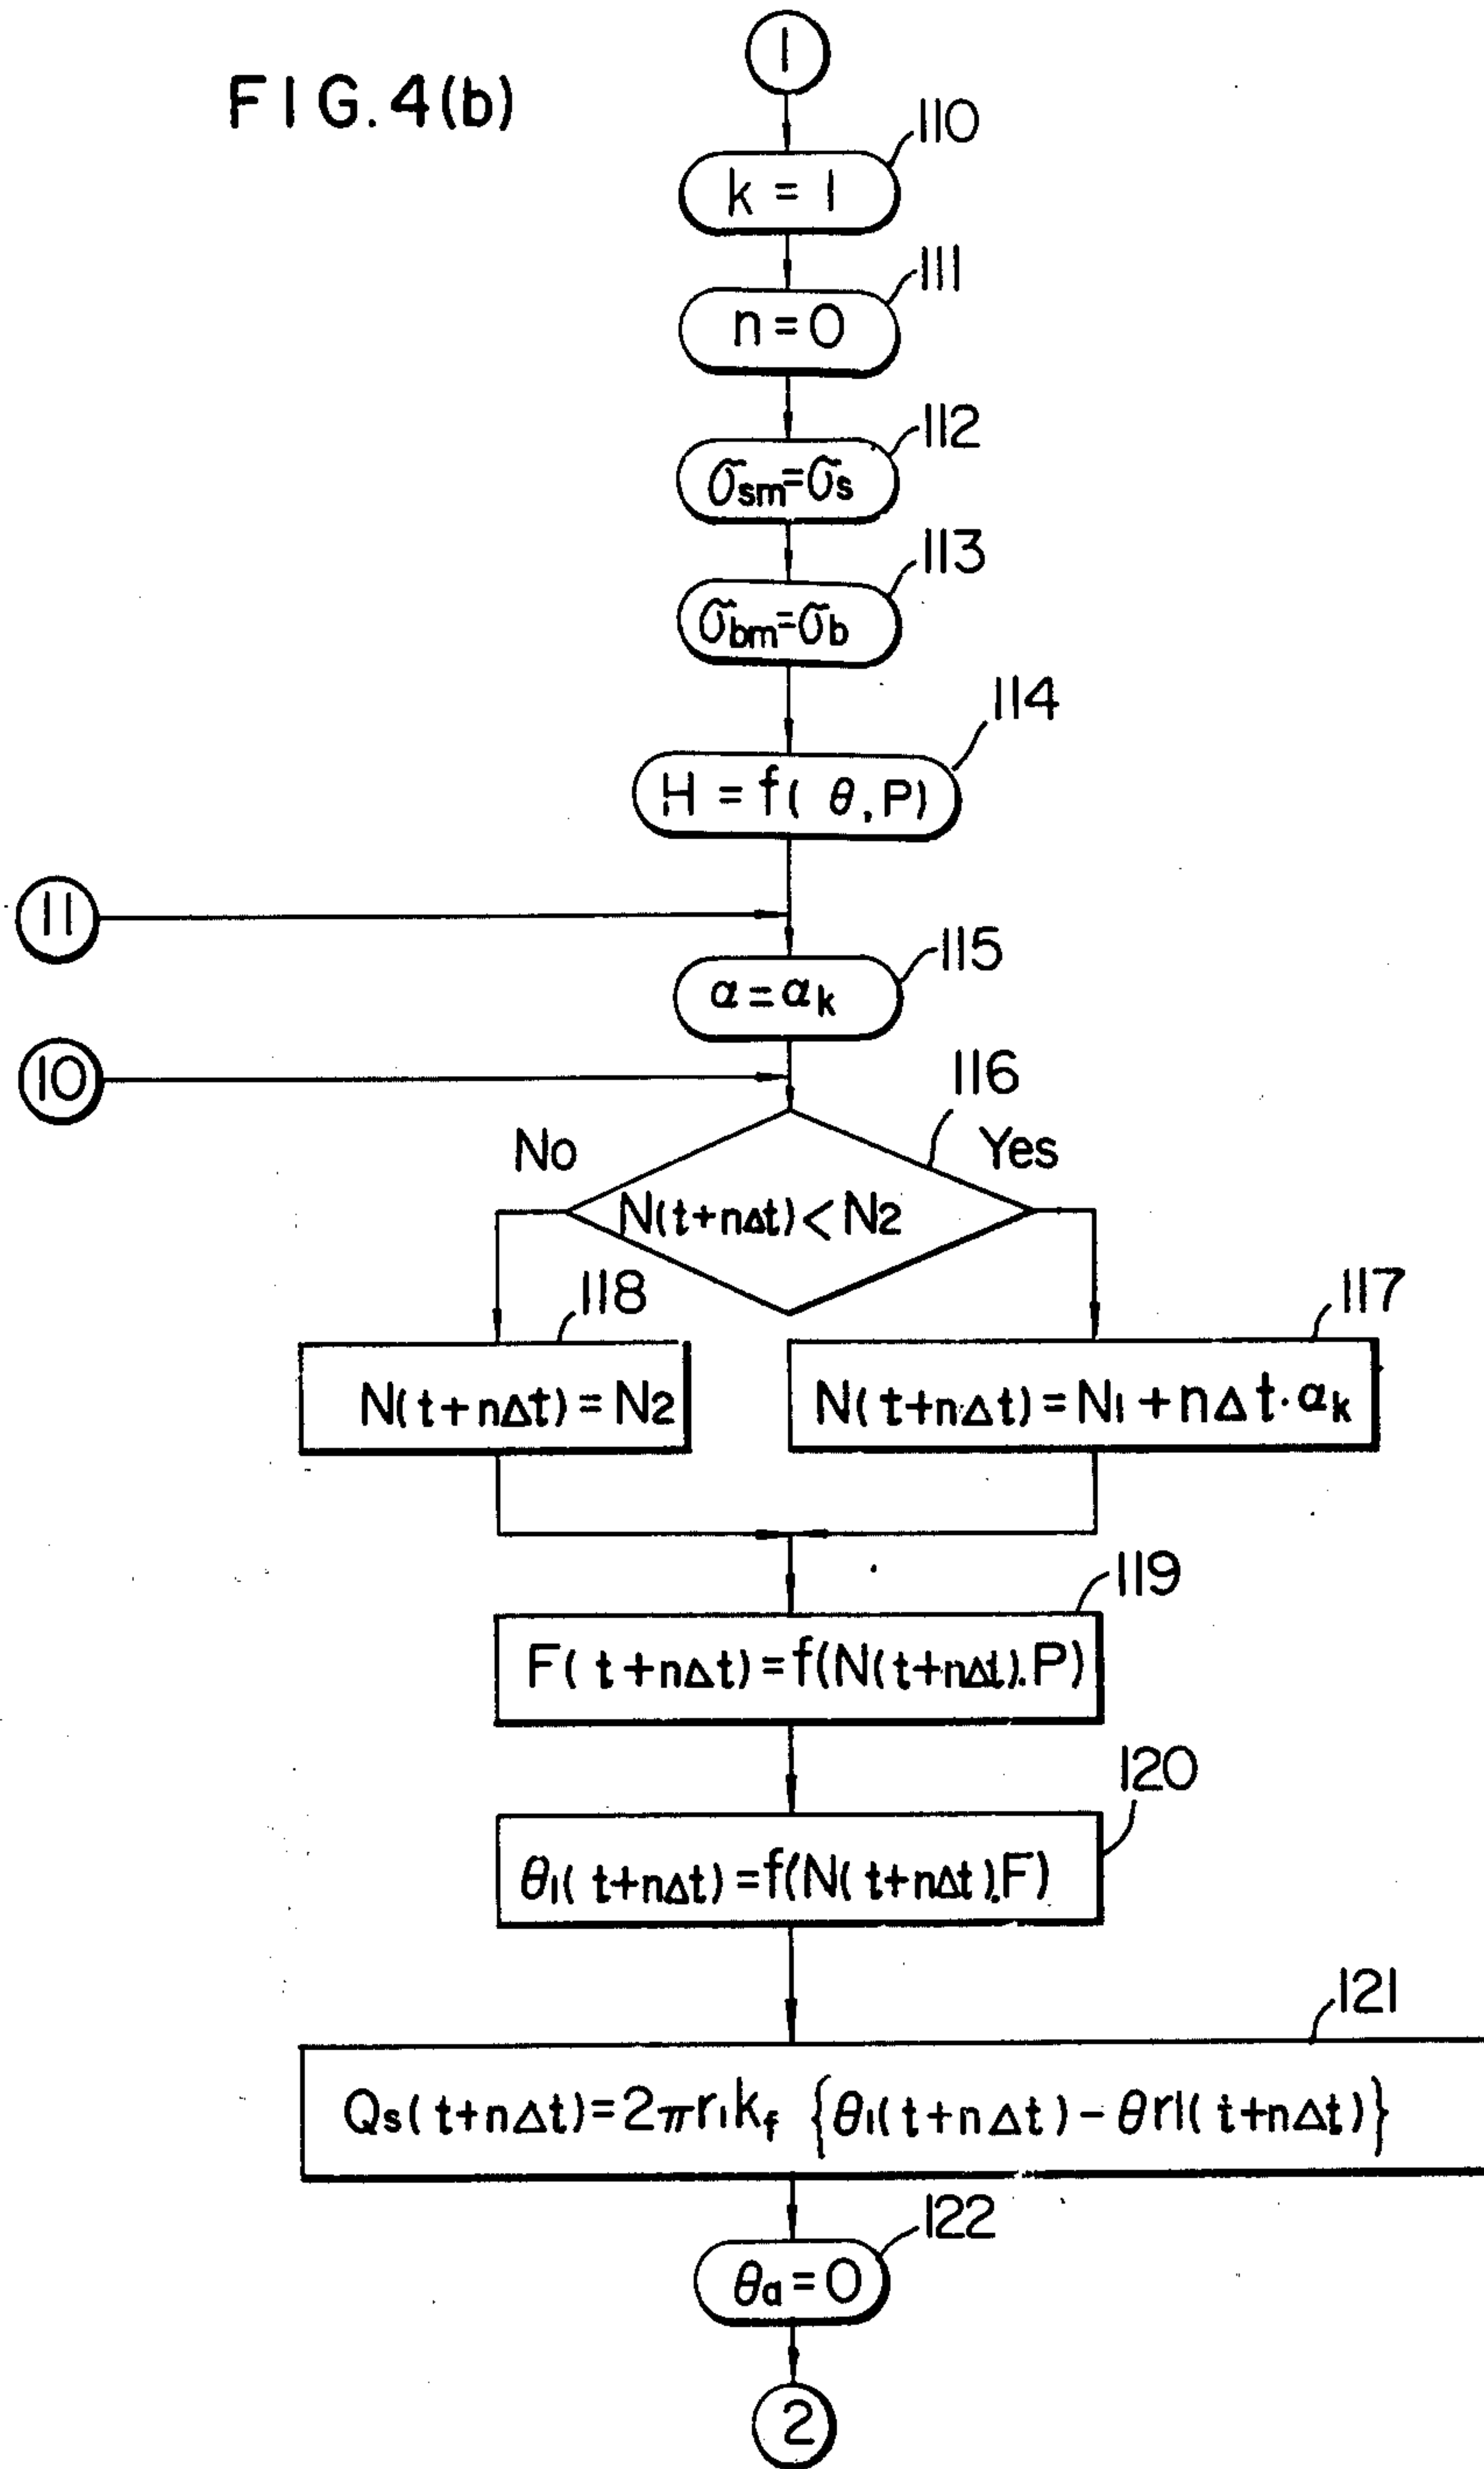 FIG. 4(b)
1
110
k = 1
111
n = 0
112
σsm=σs
113
σbm=σb
114
H = f( θ, P)
11
115
α = αk
10
116
No
Yes
N(t+nΔt) < N2
118
117
N(t+nΔt) = N2
N(t+nΔt) = N1 + nΔt·αk
119
F( t+nΔt) = f(N(t+nΔt).P)
120
θ1( t+nΔt) = f(N( t+nΔt).F)
121
Qs( t+nΔt) = 2πr1kf {θ1( t+nΔt) − θr1( t+nΔt)}
122
θa = 0
2